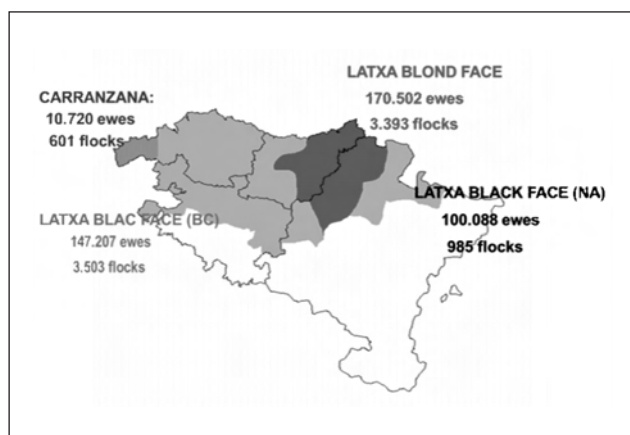 LATXA BLOND FACE
170.502 ewes
3.393 flocks
CARRANZANA:
10.720 ewes
601 flocks
LATXA BLACK FACE (NA)
100.088 ewes
985 flocks
LATXA BLAC FACE (BC)
147.207 ewes
3.503 flocks